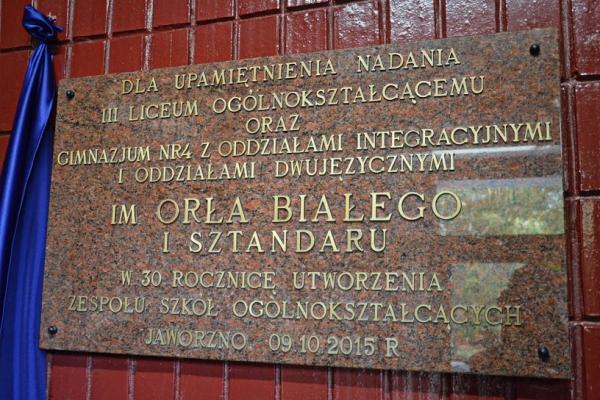 DLA UPAMIĘTNIENIA NADANIA
III LICEUM OGÓLNOKSZTAŁCĄCEMU
ORAZ
GIMNAZJUM NR4 Z ODDZIAŁAMI INTEGRACYJNYMI
I ODDZIAŁAMI DWUJĘZYCZNYMI
IM ORŁA BIAŁEGO
I SZTANDARU
W 30 ROCZNICĘ UTWORZENIA
ZESPOŁU SZKÓŁ OGÓLNOKSZTAŁCĄCYCH
JAWORZNO, 09.10.2015 R